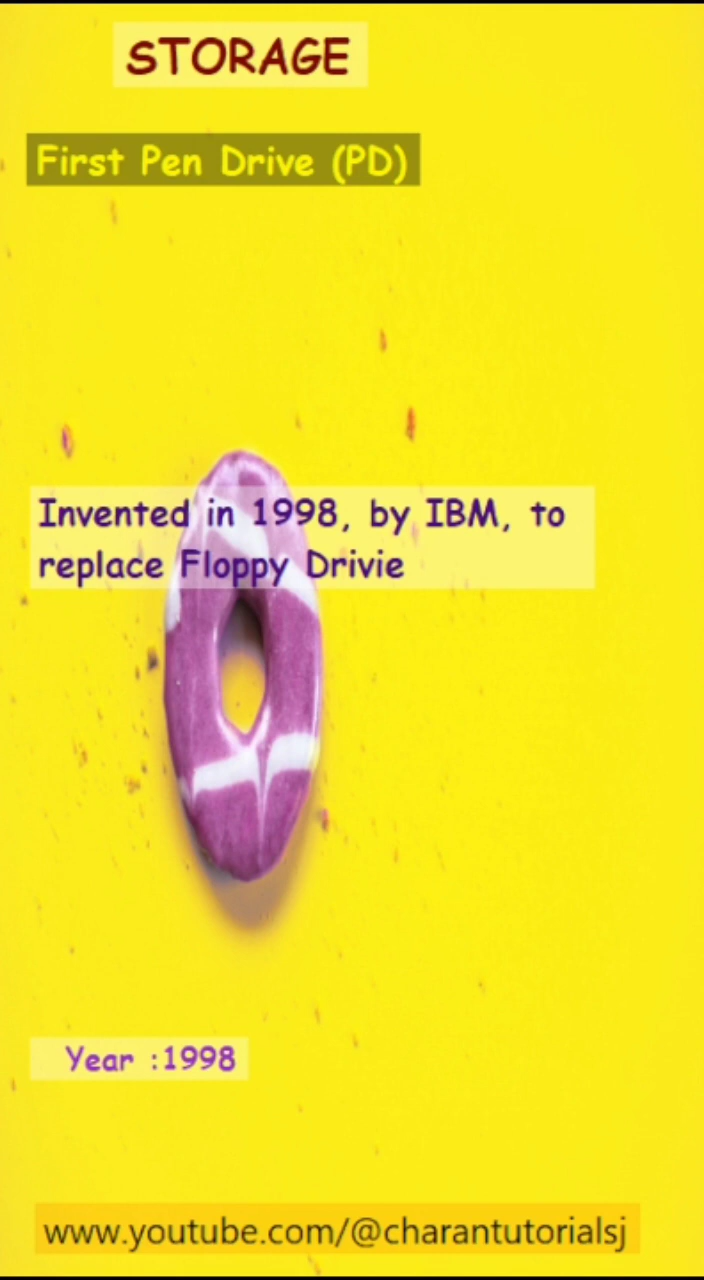 STORAGE
First Pen Drive (PD)
Invented in 1998, by IBM, to
replace Floppy Drivie
Year :1998
www.youtube.com/@charantutorialsj